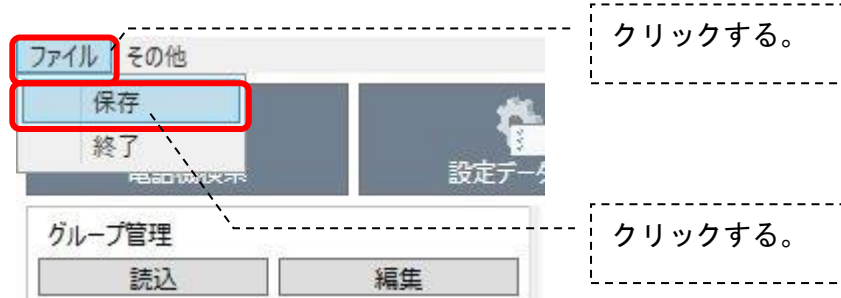 クリックする。
ファイル その他
保存
終了
設定デー
グループ管理
クリックする。
読込 編集